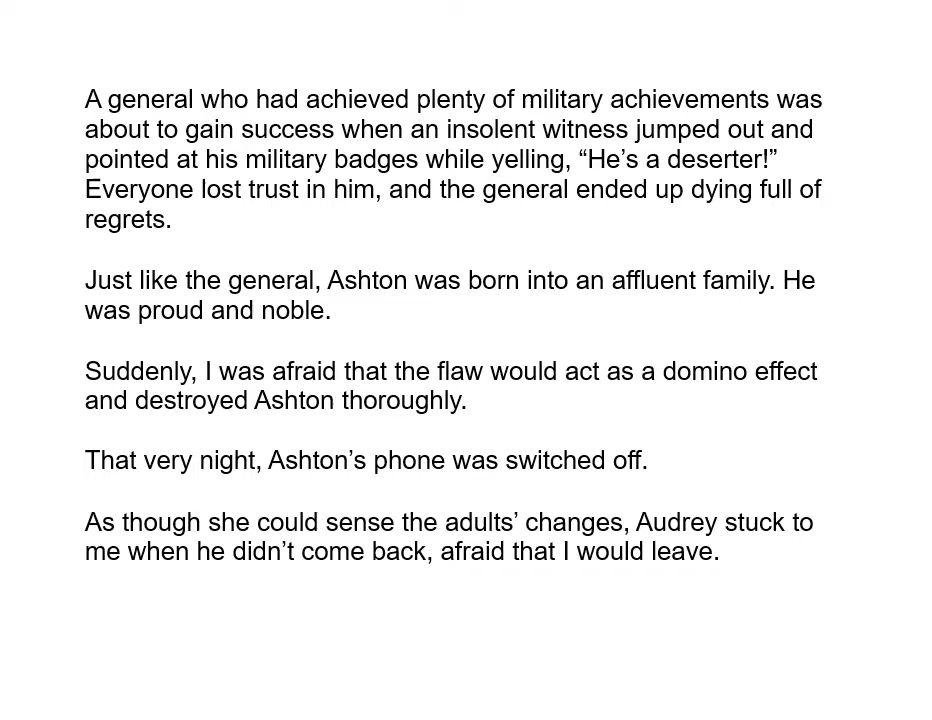 A general who had achieved plenty of military achievements was
about to gain success when an insolent witness jumped out and
pointed at his military badges while yelling, “He’s a deserter!”
Everyone lost trust in him, and the general ended up dying full of
regrets.
Just like the general, Ashton was born into an affluent family. He
was proud and noble.
Suddenly, I was afraid that the flaw would act as a domino effect
and destroyed Ashton thoroughly.
That very night, Ashton’s phone was switched off.
As though she could sense the adults’ changes, Audrey stuck to
me when he didn’t come back, afraid that I would leave.